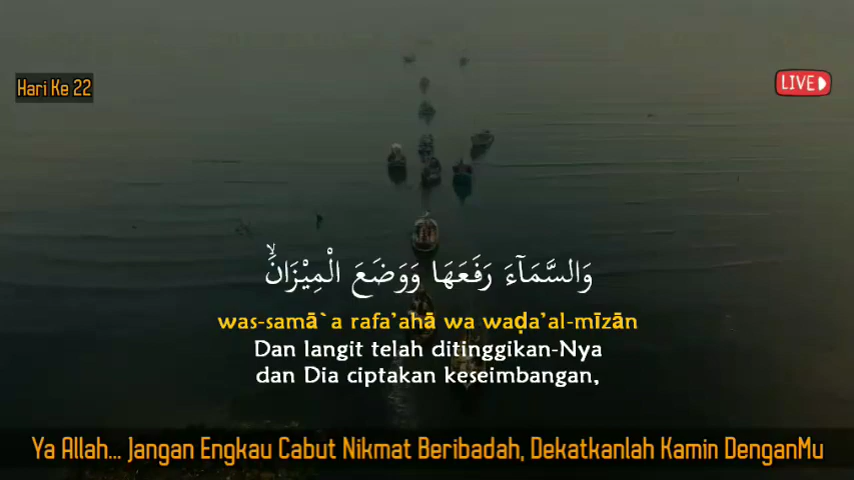 Hari Ke 22
LIVE
وَالسَّمَاۤءَ رَفَعَهَا وَوَضَعَ الْمِيْزَانَۙ
was-samā`a rafa'ahā wa waḍa'al-mīzān
Dan langit telah ditinggikan-Nya
dan Dia ciptakan keseimbangan,
Ya Allah... Jangan Engkau Cabut Nikmat Beribadah, Dekatkanlah Kamin DenganMu